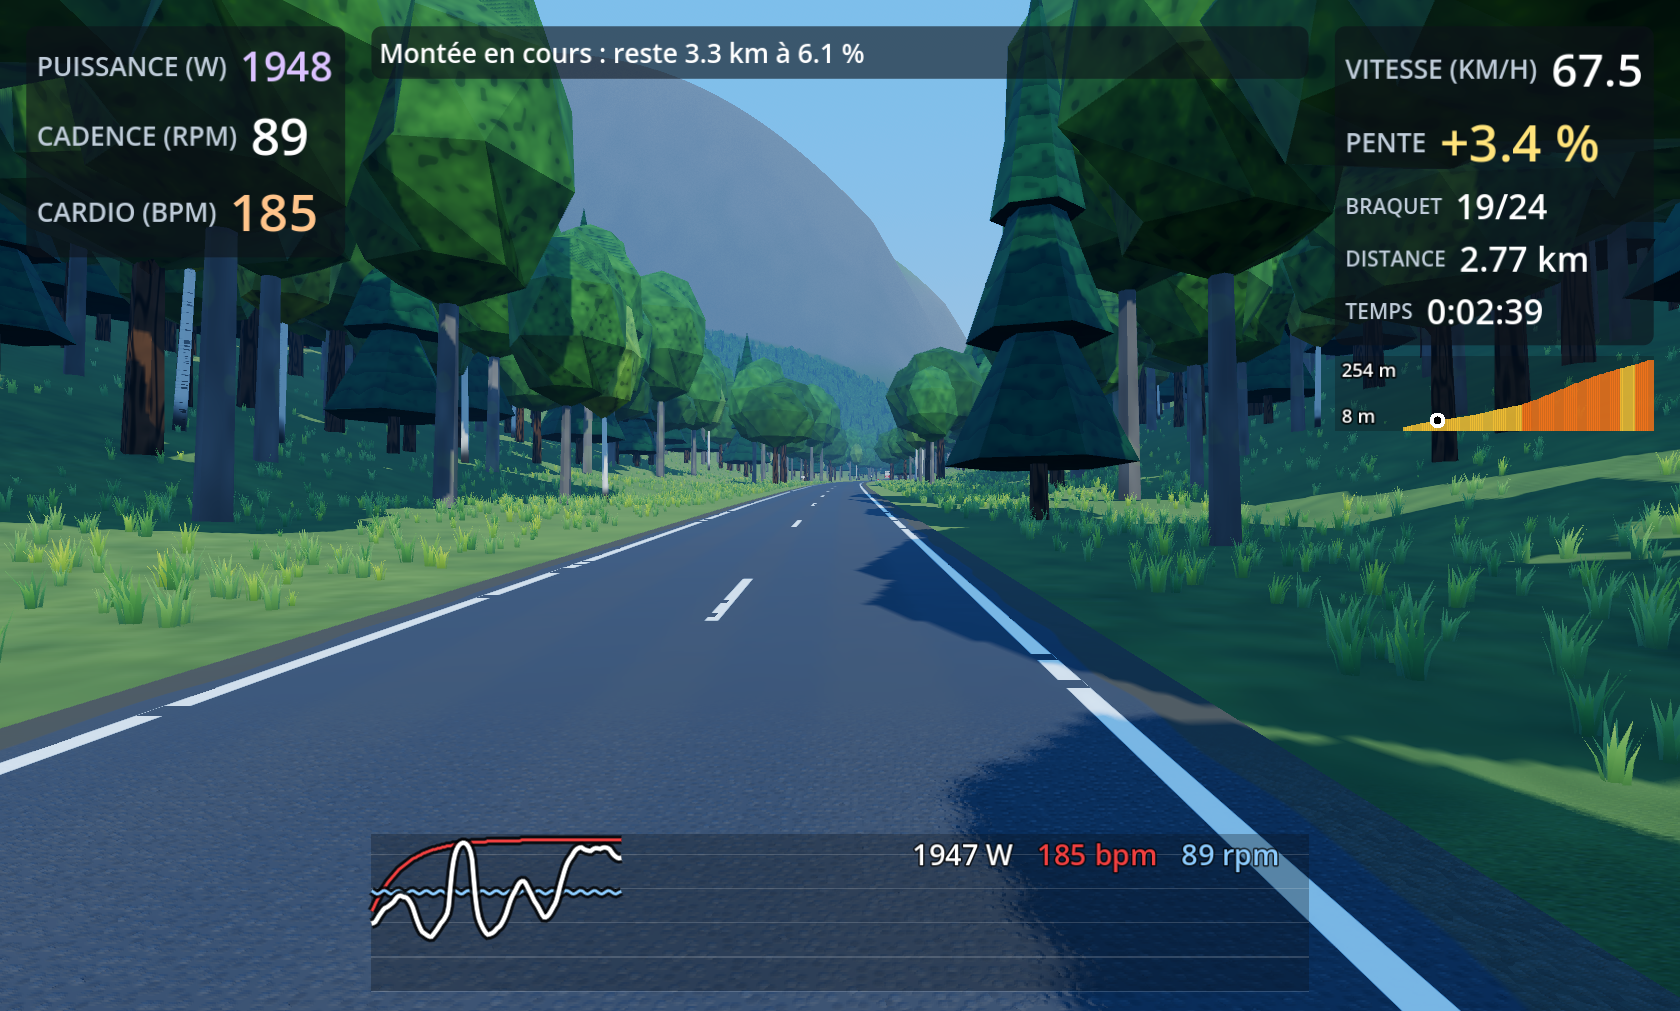 PUISSANCE (W) 1948
CADENCE (RPM) 89
CARDIO (BPM) 185
Montée en cours : reste 3.3 km à 6.1 %
VITESSE (KM/H) 67.5
PENTE +3.4 %
BRAQUET 19/24
DISTANCE 2.77 km
TEMPS 0:02:39
254 m
8 m
1947 W 185 bpm 89 rpm